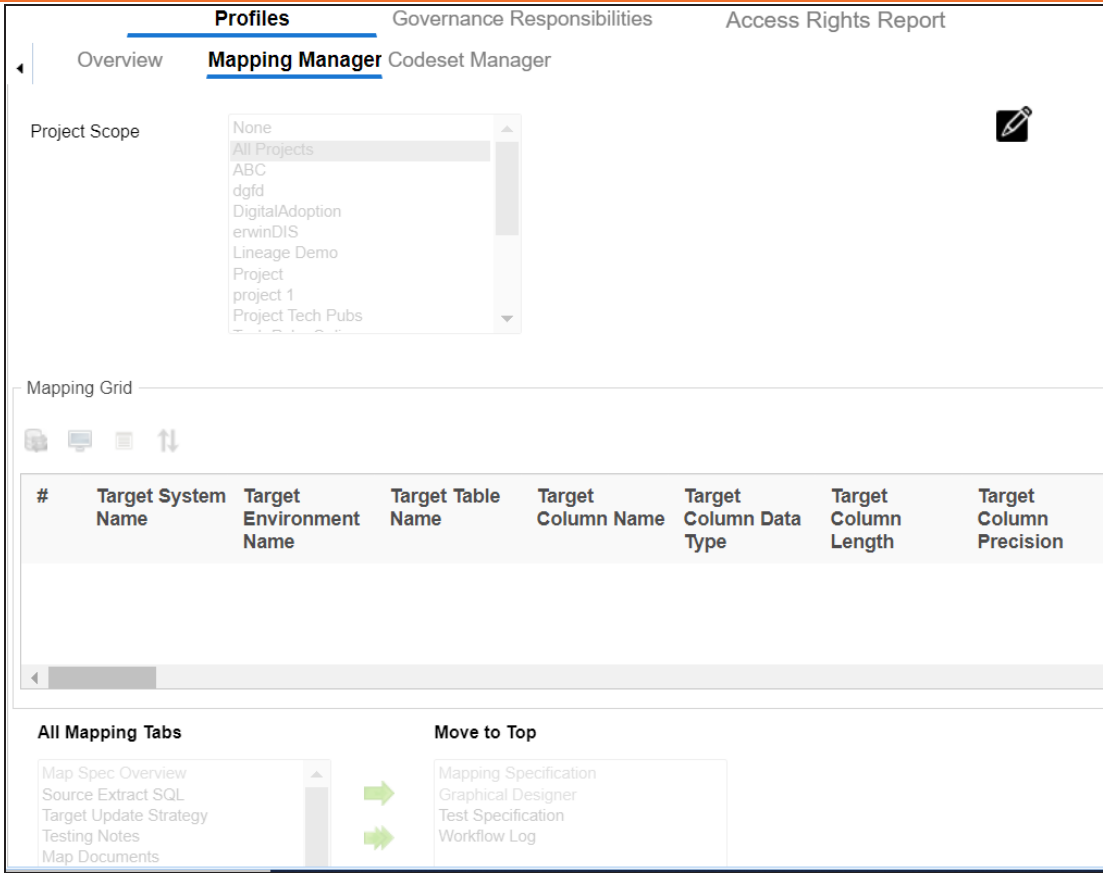 Profiles Governance Responsibilities Access Rights Report
Overview Mapping Manager Codeset Manager
Project Scope
None
All Projects
ABC
dgfd
DigitalAdoption
erwinDIS
Lineage Demo
Project
project 1
Project Tech Pubs
Mapping Grid
# Target System Name Target Environment Name Target Table Name Target Column Name Target Column Data Type Target Column Length Target Column Precision
All Mapping Tabs
Map Spec Overview
Source Extract SQL
Target Update Strategy
Testing Notes
Map Documents
Move to Top
Mapping Specification
Graphical Designer
Test Specification
Workflow Log